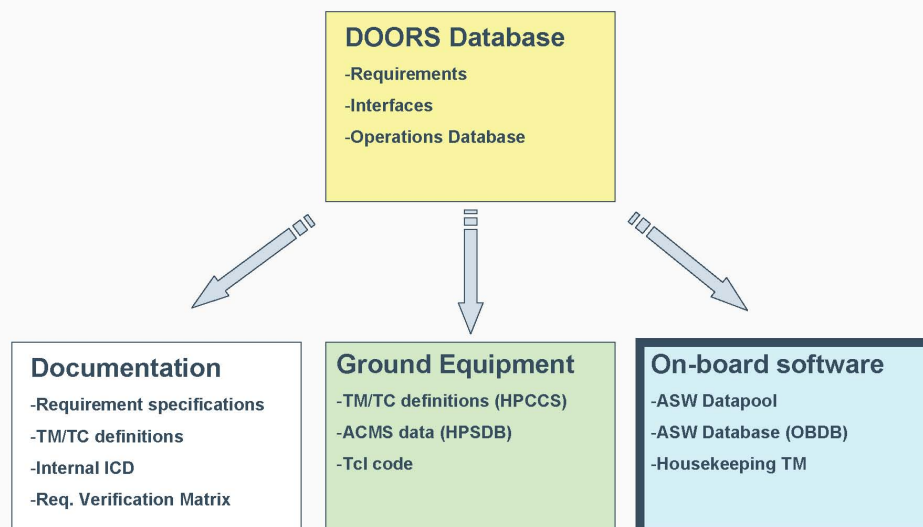 DOORS Database
-Requirements
-Interfaces
-Operations Database
Documentation
-Requirement specifications
-TM/TC definitions
-Internal ICD
-Req. Verification Matrix
Ground Equipment
-TM/TC definitions (HPCCS)
-ACMS data (HPSDB)
-Tcl code
On-board software
-ASW Datapool
-ASW Database (OBDB)
-Housekeeping TM